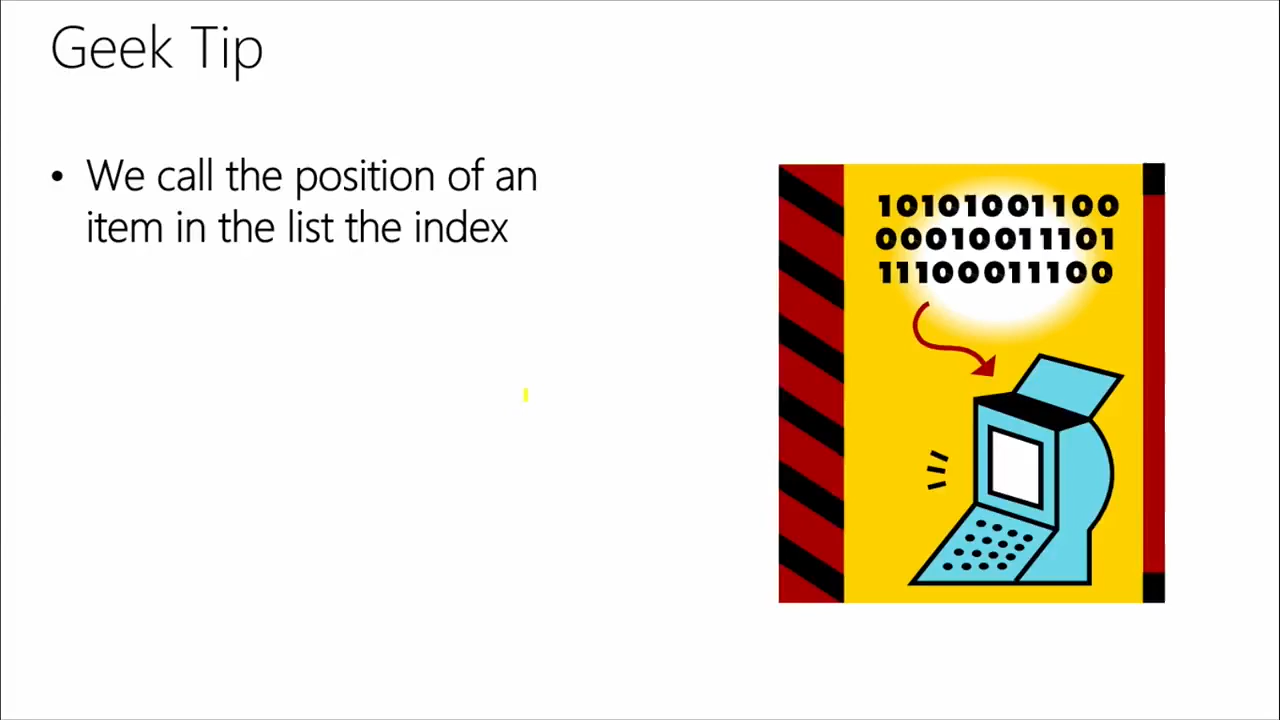 Geek Tip
• We call the position of an
item in the list the index
10101001100
00010011101
11100011100